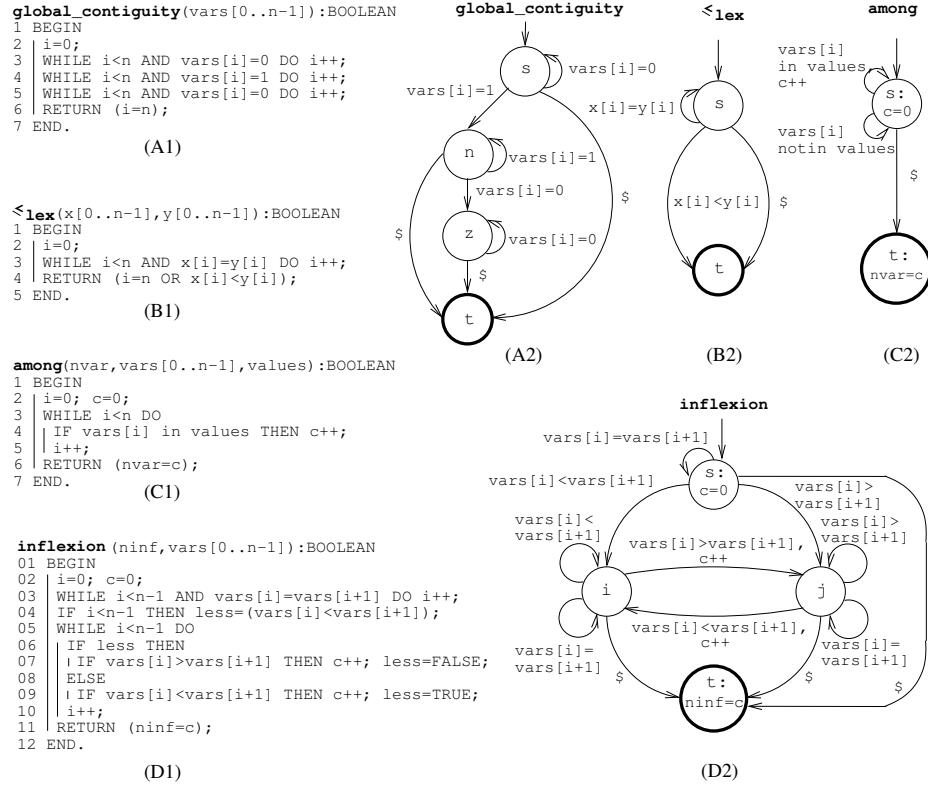 global_contiguity(vars[0..n-1]):BOOLEAN
1 BEGIN
2 i=0;
3 WHILE i<n AND vars[i]=0 DO i++;
4 WHILE i<n AND vars[i]=1 DO i++;
5 WHILE i<n AND vars[i]=0 DO i++;
6 RETURN (i=n);
7 END.
(A1)
≤lex(x[0..n-1],y[0..n-1]):BOOLEAN
1 BEGIN
2 i=0;
3 WHILE i<n AND x[i]=y[i] DO i++;
4 RETURN (i=n OR x[i]<y[i]);
5 END.
(B1)
among(nvar,vars[0..n-1],values):BOOLEAN
1 BEGIN
2 i=0; c=0;
3 WHILE i<n DO
4 IF vars[i] in values THEN c++;
5 i++;
6 RETURN (nvar=c);
7 END.
(C1)
inflexion(ninf,vars[0..n-1]):BOOLEAN
01 BEGIN
02 i=0; c=0;
03 WHILE i<n-1 AND vars[i]=vars[i+1] DO i++;
04 IF i<n-1 THEN less=(vars[i]<vars[i+1]);
05 WHILE i<n-1 DO
06 IF less THEN
07 IF vars[i]>vars[i+1] THEN c++; less=FALSE;
08 ELSE
09 IF vars[i]<vars[i+1] THEN c++; less=TRUE;
10 i++;
11 RETURN (ninf=c);
12 END.
(D1)
global_contiguity
s
vars[i]=0
vars[i]=1
n
vars[i]=1
vars[i]=0
$
$
z
vars[i]=0
$
t
(A2)
≤lex
x[i]=y[i]
s
x[i]<y[i]
$
t
(B2)
among
vars[i]
in values,
c++
s:
c=0
vars[i]
notin values
$
t:
nvar=c
(C2)
inflexion
vars[i]=vars[i+1]
s:
c=0
vars[i]<vars[i+1]
vars[i]>
vars[i+1]
vars[i]<
vars[i+1]
vars[i]>
vars[i+1]
vars[i]>vars[i+1],
c++
i
j
vars[i]<vars[i+1],
c++
vars[i]=
vars[i+1]
vars[i]=
vars[i+1]
$
$
$
t:
ninf=c
(D2)